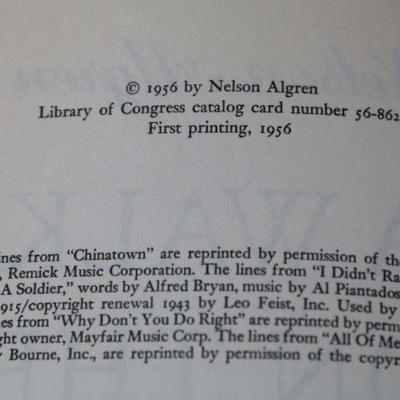 © 1956 by Nelson Algren
Library of Congress catalog card number 56-862
First printing, 1956
lines from "Chinatown" are reprinted by permission of the
, Remick Music Corporation. The lines from "I Didn't Ra
A Soldier," words by Alfred Bryan, music by Al Piantados
1915/copyright renewal 1943 by Leo Feist, Inc. Used by
es from "Why Don't You Do Right" are reprinted by perm
ght owner, Mayfair Music Corp. The lines from "All Of Me
y Bourne, Inc., are reprinted by permission of the copyr